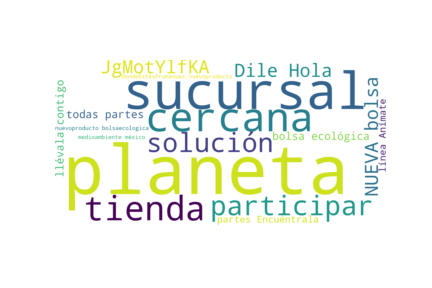 JgMotYlfKA
Dile Hola
sucursal
cercana
todas partes
nuevoproducto bolsaecologica
medioambiente méxico
bolsa ecológica
solución
planeta
tienda
participar
partes Encuéntrala
llévala contigo
NUEVA bolsa
línea Anímate